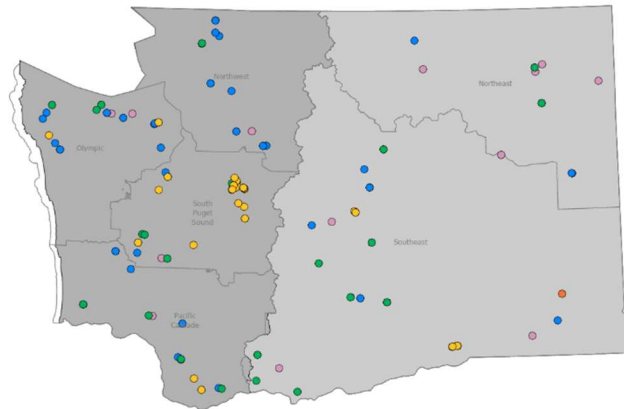 Northwest
Northeast
Olympic
South
Puget
Sound
Southeast
Pacific
Cascade